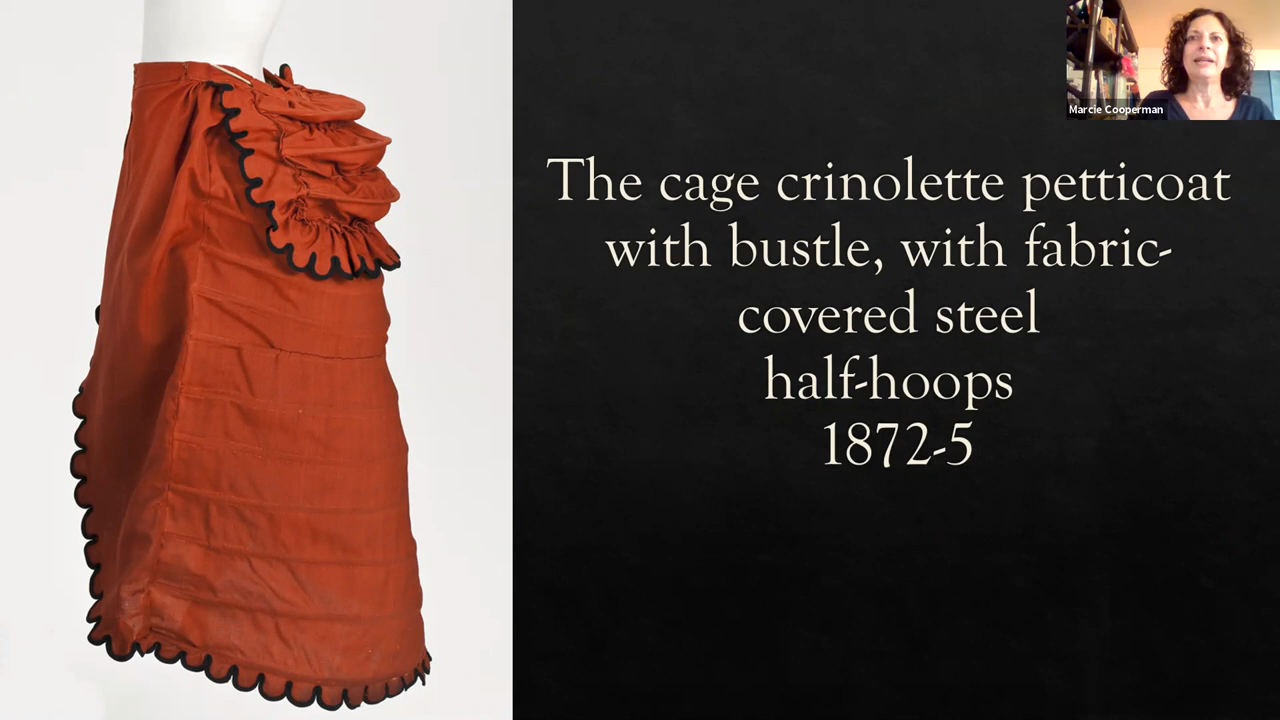 Marcie Cooperman
The cage crinolette petticoat
with bustle, with fabric-
covered steel
half-hoops
1872-5